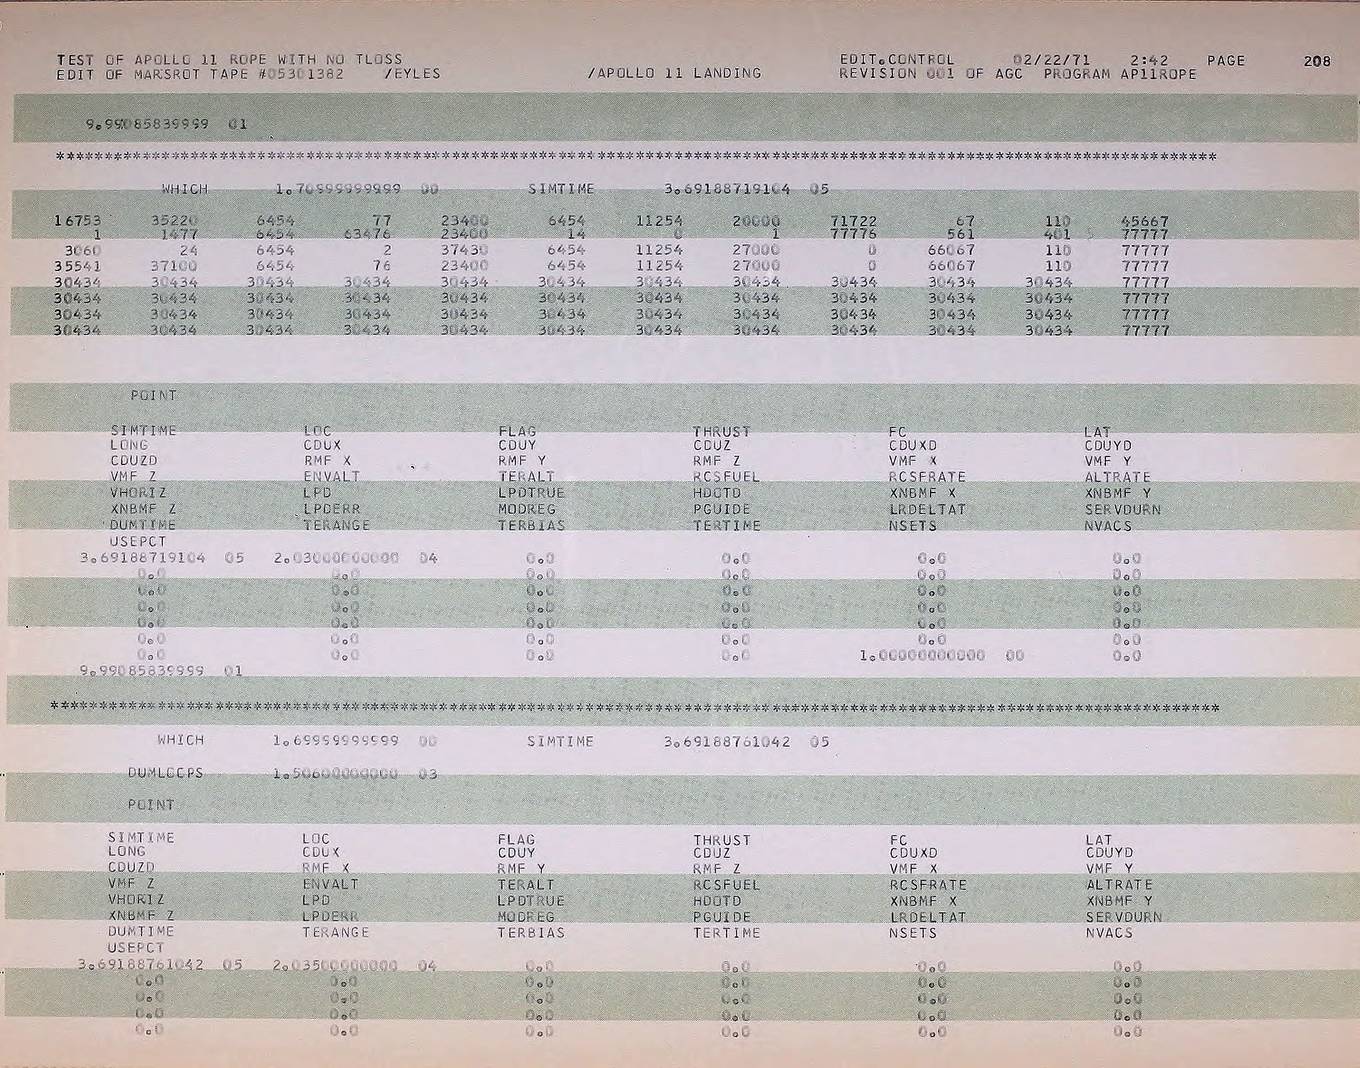 TEST OF APOLLO 11 ROPE WITH NO TLOSS EDIT.CONTROL 02/22/71 2:42 PAGE 208
EDIT OF MARSROT TAPE #05301382 /EYLES /APOLLO 11 LANDING REVISION 001 OF AGC PROGRAM AP11ROPE
9.99085839999 01
************************************************************************************************************************
WHICH 1.70599999999 00 SIMTIME 3.69188719104 05
16753 35220 6454 77 23400 6454 11254 20000 71722 67 110 45667
1 1477 6454 63476 23400 14 0 1 77776 561 401 77777
3060 24 6454 2 37430 6454 11254 27000 0 66067 110 77777
35541 37100 6454 76 23400 6454 11254 27000 0 66067 110 77777
30434 30434 30434 30434 30434 30434 30434 30434 30434 30434 30434 77777
30434 30434 30434 30434 30434 30434 30434 30434 30434 30434 30434 77777
30434 30434 30434 30434 30434 30434 30434 30434 30434 30434 30434 77777
30434 30434 30434 30434 30434 30434 30434 30434 30434 30434 30434 77777
POINT
SIMTIME LOC FLAG THRUST FC LAT
LONG CDUX CDUY CDUZ CDUXD CDUYD
CDUZD RMF X RMF Y RMF Z VMF X VMF Y
VMF Z ENVALT TERALT RCSFUEL RCSFRATE ALTRATE
VHORIZ LPD LPDTRUE HDOTD XNBMF X XNBMF Y
XNBMF Z LPDERR MODREG PGUIDE LRDELTAT SERVDURN
DUMTIME TERANGE TERBIAS TERTIME NSETS NVACS
USEPCT
3.69188719104 05 2.03000000000 04 0.0 0.0 0.0 0.0
0.0 0.0 0.0 0.0 0.0 0.0
0.0 0.0 0.0 0.0 0.0 0.0
0.0 0.0 0.0 0.0 0.0 0.0
0.0 0.0 0.0 0.0 0.0 0.0
0.0 0.0 0.0 0.0 0.0 0.0
0.0 0.0 0.0 0.0 1.00000000000 00 0.0
9.99085839999 01
************************************************************************************************************************
WHICH 1.69999999999 00 SIMTIME 3.69188761042 05
DUMLOOPS 1.50600000000 03
POINT
SIMTIME LOC FLAG THRUST FC LAT
LONG CDUX CDUY CDUZ CDUXD CDUYD
CDUZD RMF X RMF Y RMF Z VMF X VMF Y
VMF Z ENVALT TERALT RCSFUEL RCSFRATE ALTRATE
VHORIZ LPD LPDTRUE HDOTD XNBMF X XNBMF Y
XNBMF Z LPDERR MODREG PGUIDE LRDELTAT SERVDURN
DUMTIME TERANGE TERBIAS TERTIME NSETS NVACS
USEPCT
3.69188761042 05 2.03500000000 04 0.0 0.0 0.0 0.0
0.0 0.0 0.0 0.0 0.0 0.0
0.0 0.0 0.0 0.0 0.0 0.0
0.0 0.0 0.0 0.0 0.0 0.0
0.0 0.0 0.0 0.0 0.0 0.0